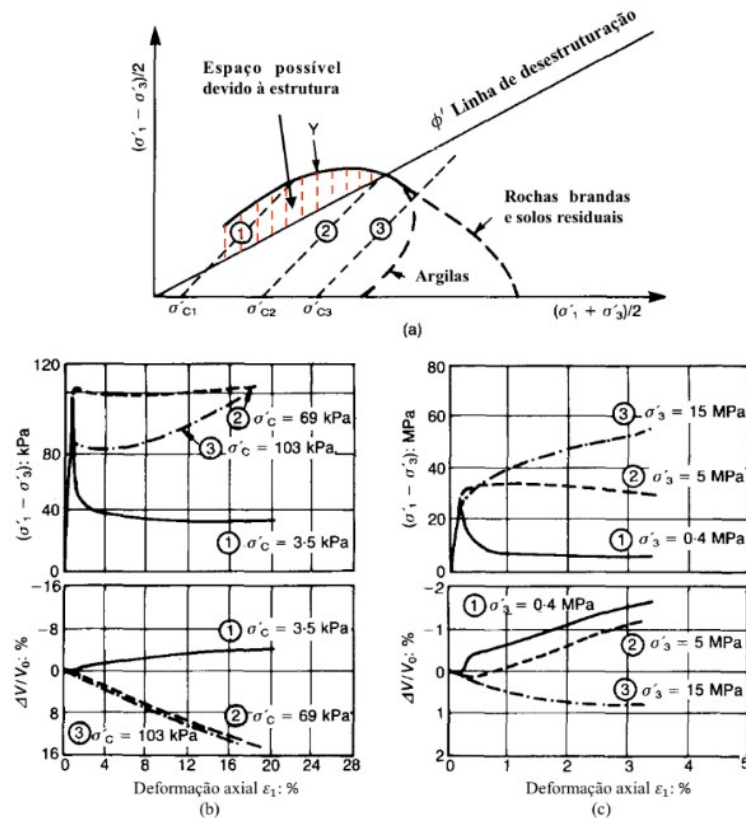 (σ′₁ − σ′₃)/2
Espaço possível
devido à estrutura
Y
ϕ′ Linha de desestruturação
1
2
3
Rochas brandas
e solos residuais
Argilas
σ′C1
σ′C2
σ′C3
(σ′₁ + σ′₃)/2
(a)
120
80
40
0
(σ′₁ − σ′₃): kPa
2 σ′C = 69 kPa
3 σ′C = 103 kPa
1 σ′C = 3·5 kPa
−16
−8
0
8
16
ΔV/V₀: %
1 σ′C = 3·5 kPa
2 σ′C = 69 kPa
3 σ′C = 103 kPa
0 4 8 12 16 20 24 28
Deformação axial ε₁: %
(b)
80
60
40
20
0
(σ′₁ − σ′₃): MPa
3 σ′₃ = 15 MPa
2 σ′₃ = 5 MPa
1 σ′₃ = 0·4 MPa
−2
−1
0
1
2
ΔV/V₀: %
1 σ′₃ = 0·4 MPa
2 σ′₃ = 5 MPa
3 σ′₃ = 15 MPa
0 1 2 3 4 5
Deformação axial ε₁: %
(c)